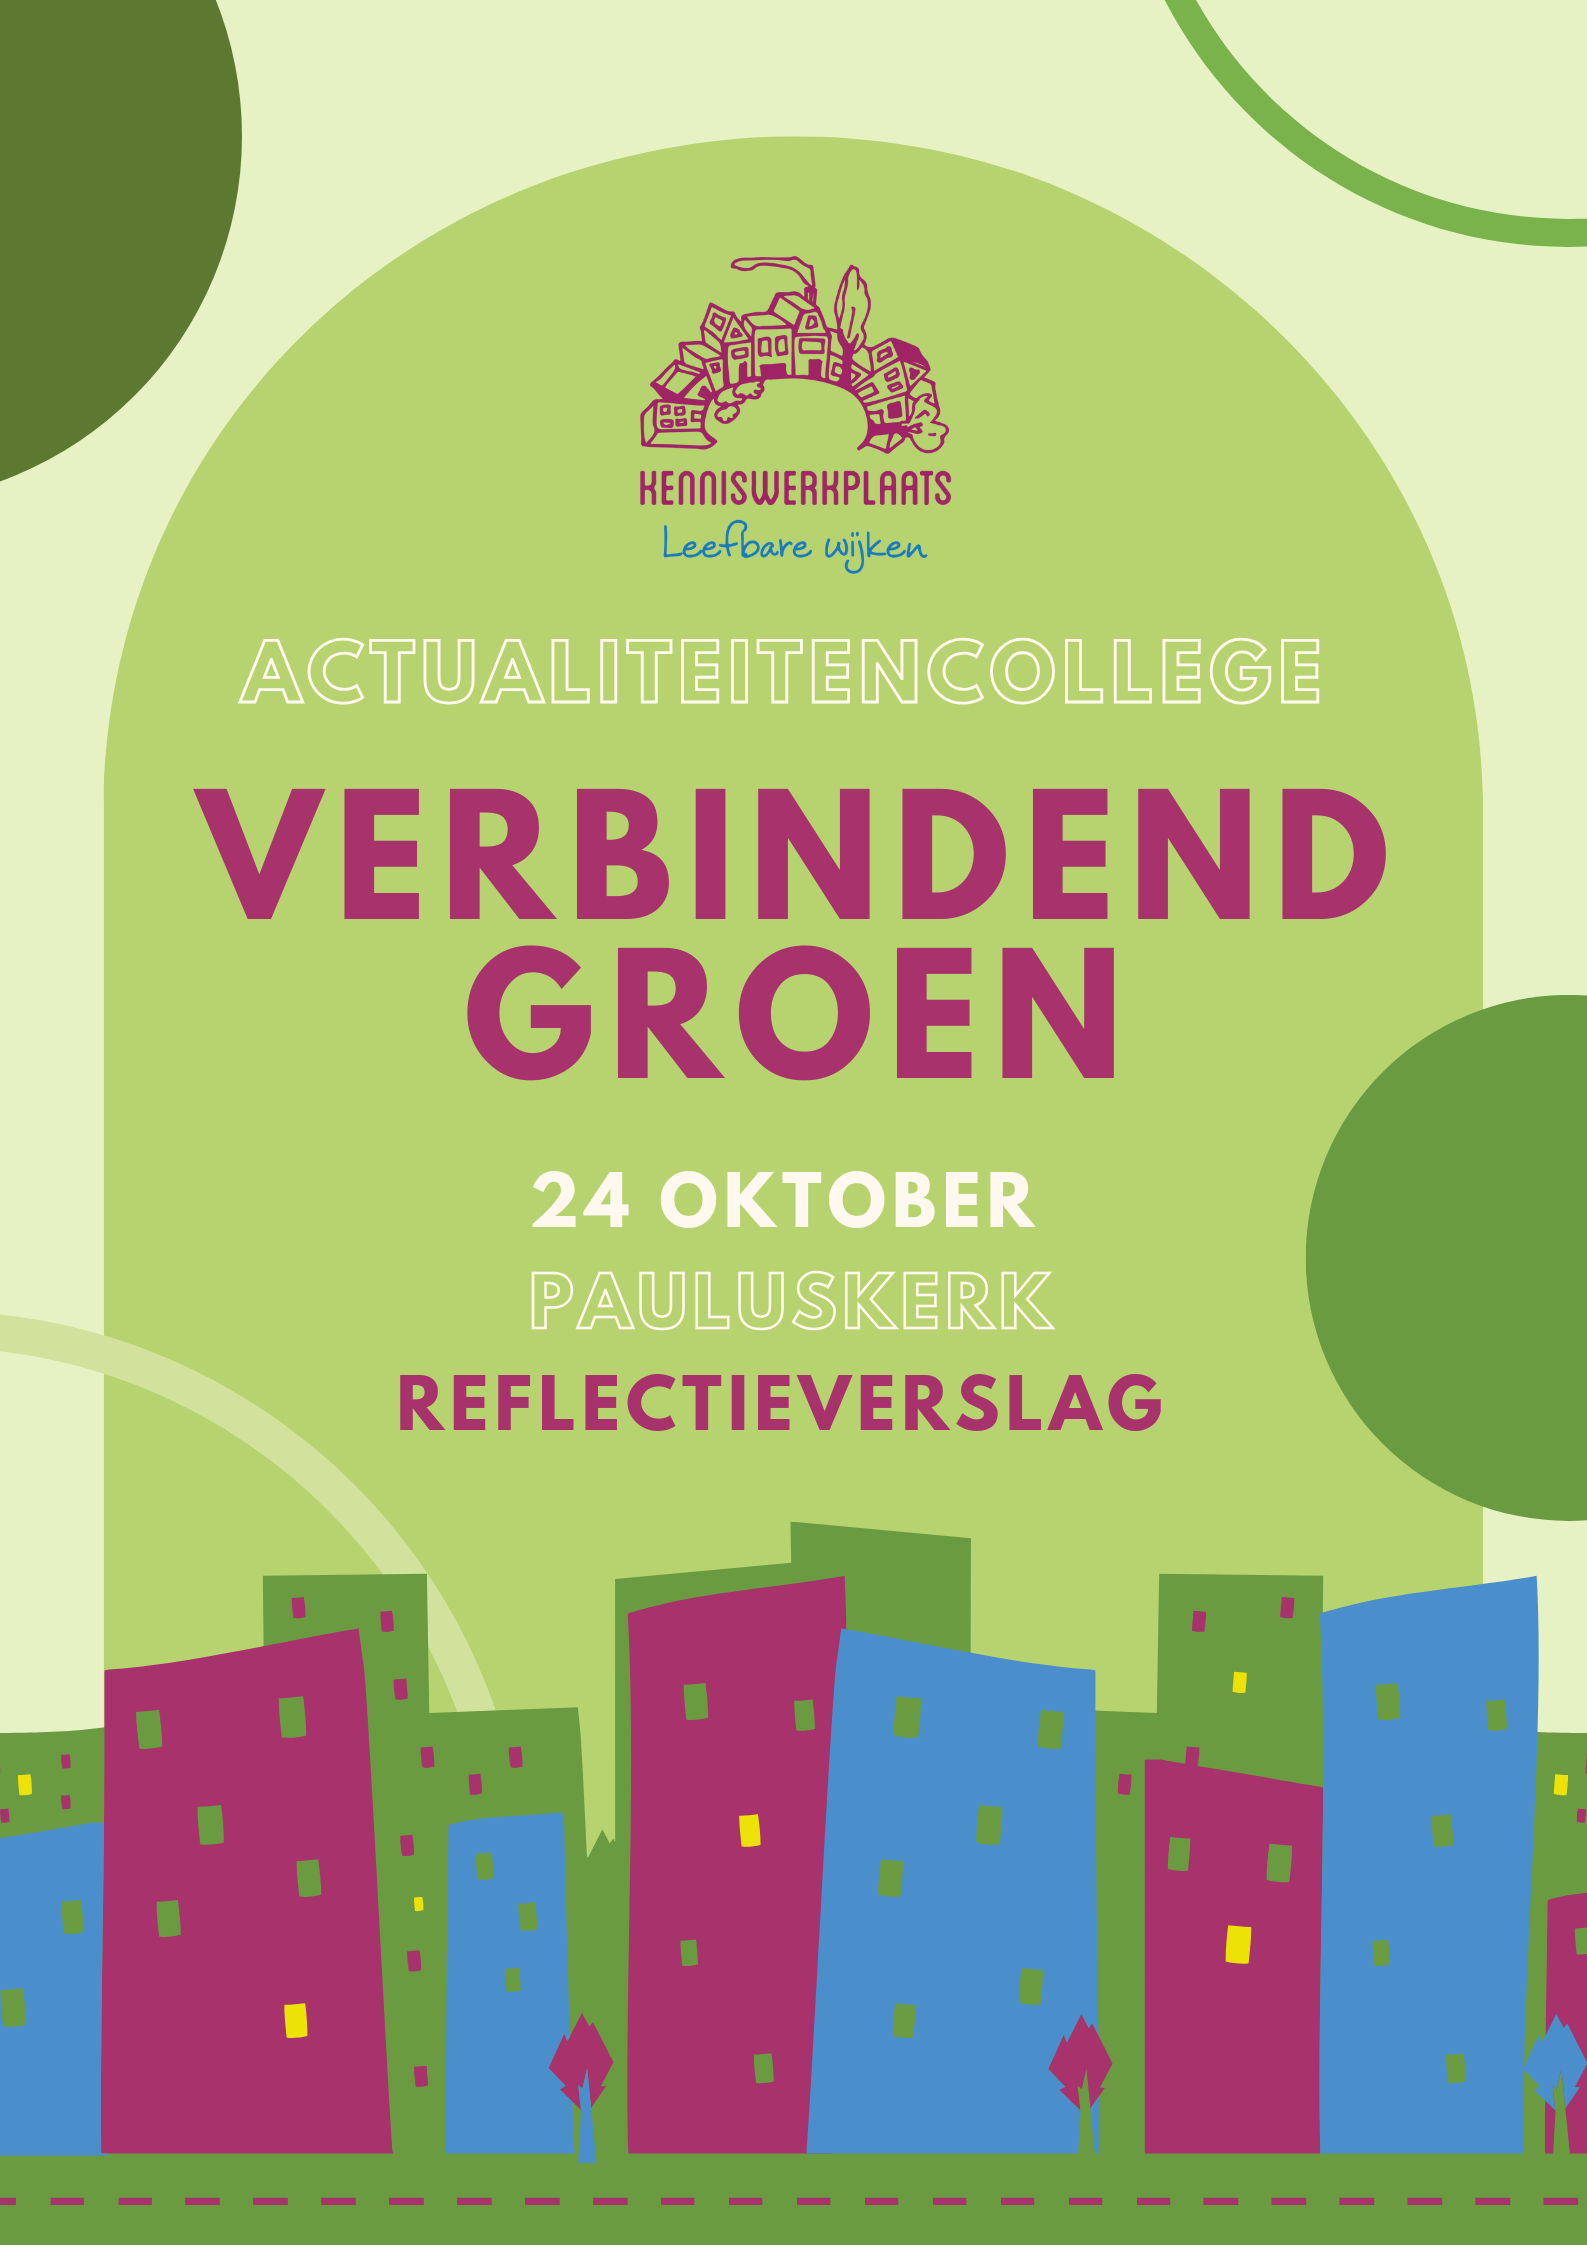 KENNISWERKPLAATS
Leefbare wijken
ACTUALITEITENCOLLEGE
VERBINDEND
GROEN
24 OKTOBER
PAULUSKERK
REFLECTIEVERSLAG